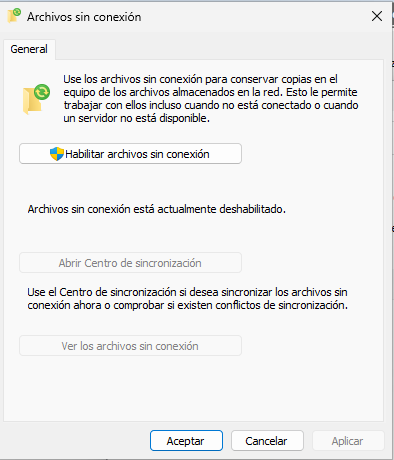 Archivos sin conexión
General
Use los archivos sin conexión para conservar copias en el
equipo de los archivos almacenados en la red. Esto le permite
trabajar con ellos incluso cuando no está conectado o cuando
un servidor no está disponible.
Habilitar archivos sin conexión
Archivos sin conexión está actualmente deshabilitado.
Abrir Centro de sincronización
Use el Centro de sincronización si desea sincronizar los archivos sin
conexión ahora o comprobar si existen conflictos de sincronización.
Ver los archivos sin conexión
Aceptar
Cancelar
Aplicar